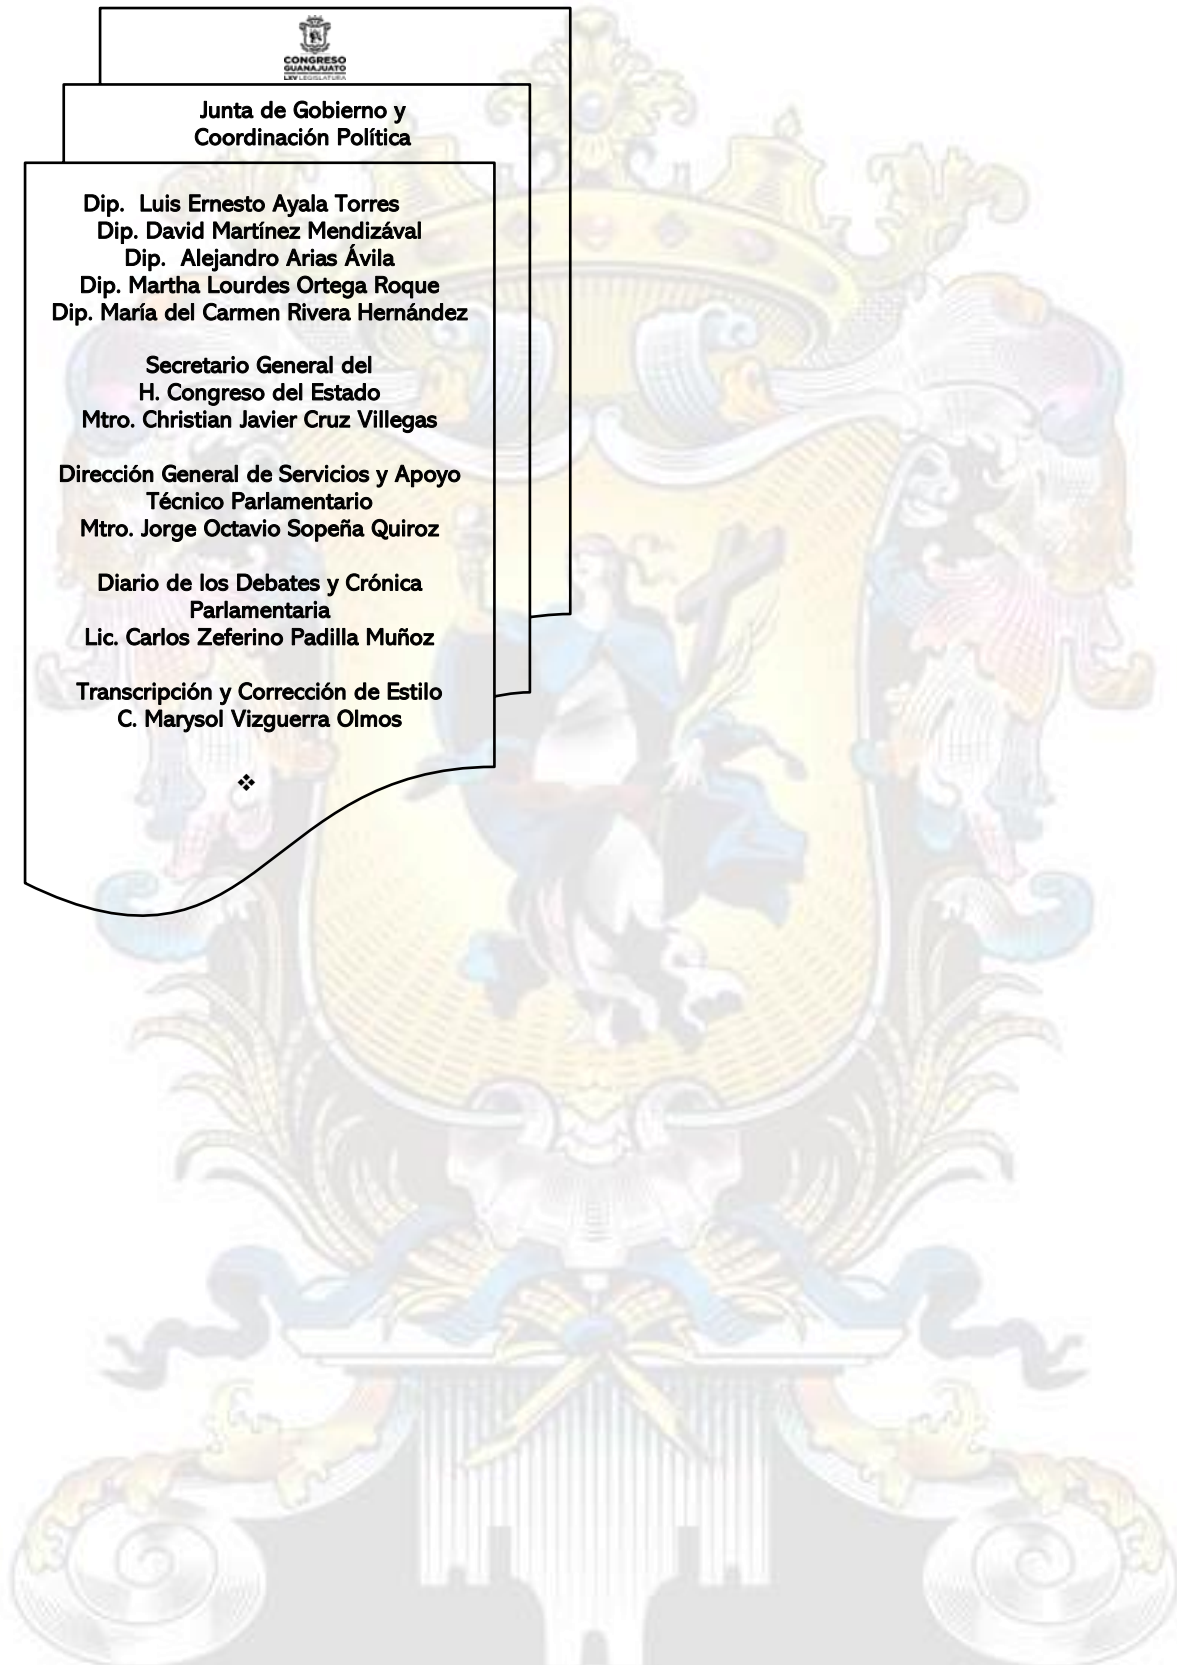 CONGRESO
GUANAJUATO
LXV LEGISLATURA
Junta de Gobierno y
Coordinación Política
Dip. Luis Ernesto Ayala Torres
Dip. David Martínez Mendizával
Dip. Alejandro Arias Ávila
Dip. Martha Lourdes Ortega Roque
Dip. María del Carmen Rivera Hernández
Secretario General del
H. Congreso del Estado
Mtro. Christian Javier Cruz Villegas
Dirección General de Servicios y Apoyo
Técnico Parlamentario
Mtro. Jorge Octavio Sopeña Quiroz
Diario de los Debates y Crónica
Parlamentaria
Lic. Carlos Zeferino Padilla Muñoz
Transcripción y Corrección de Estilo
C. Marysol Vizguerra Olmos